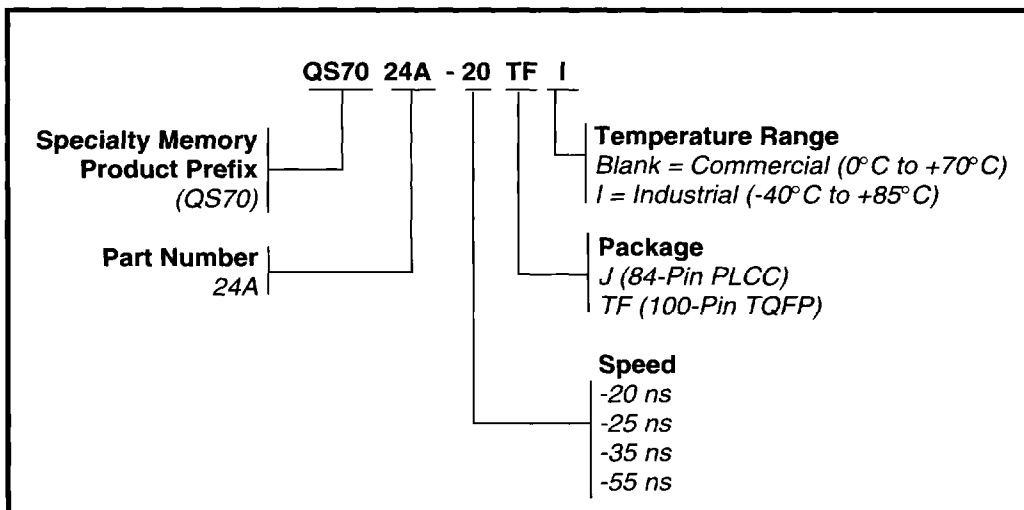 QS70 24A - 20 TF I
Specialty Memory
Product Prefix
(QS70)
Part Number
24A
Temperature Range
Blank = Commercial (0°C to +70°C)
I = Industrial (-40°C to +85°C)
Package
J (84-Pin PLCC)
TF (100-Pin TQFP)
Speed
-20 ns
-25 ns
-35 ns
-55 ns